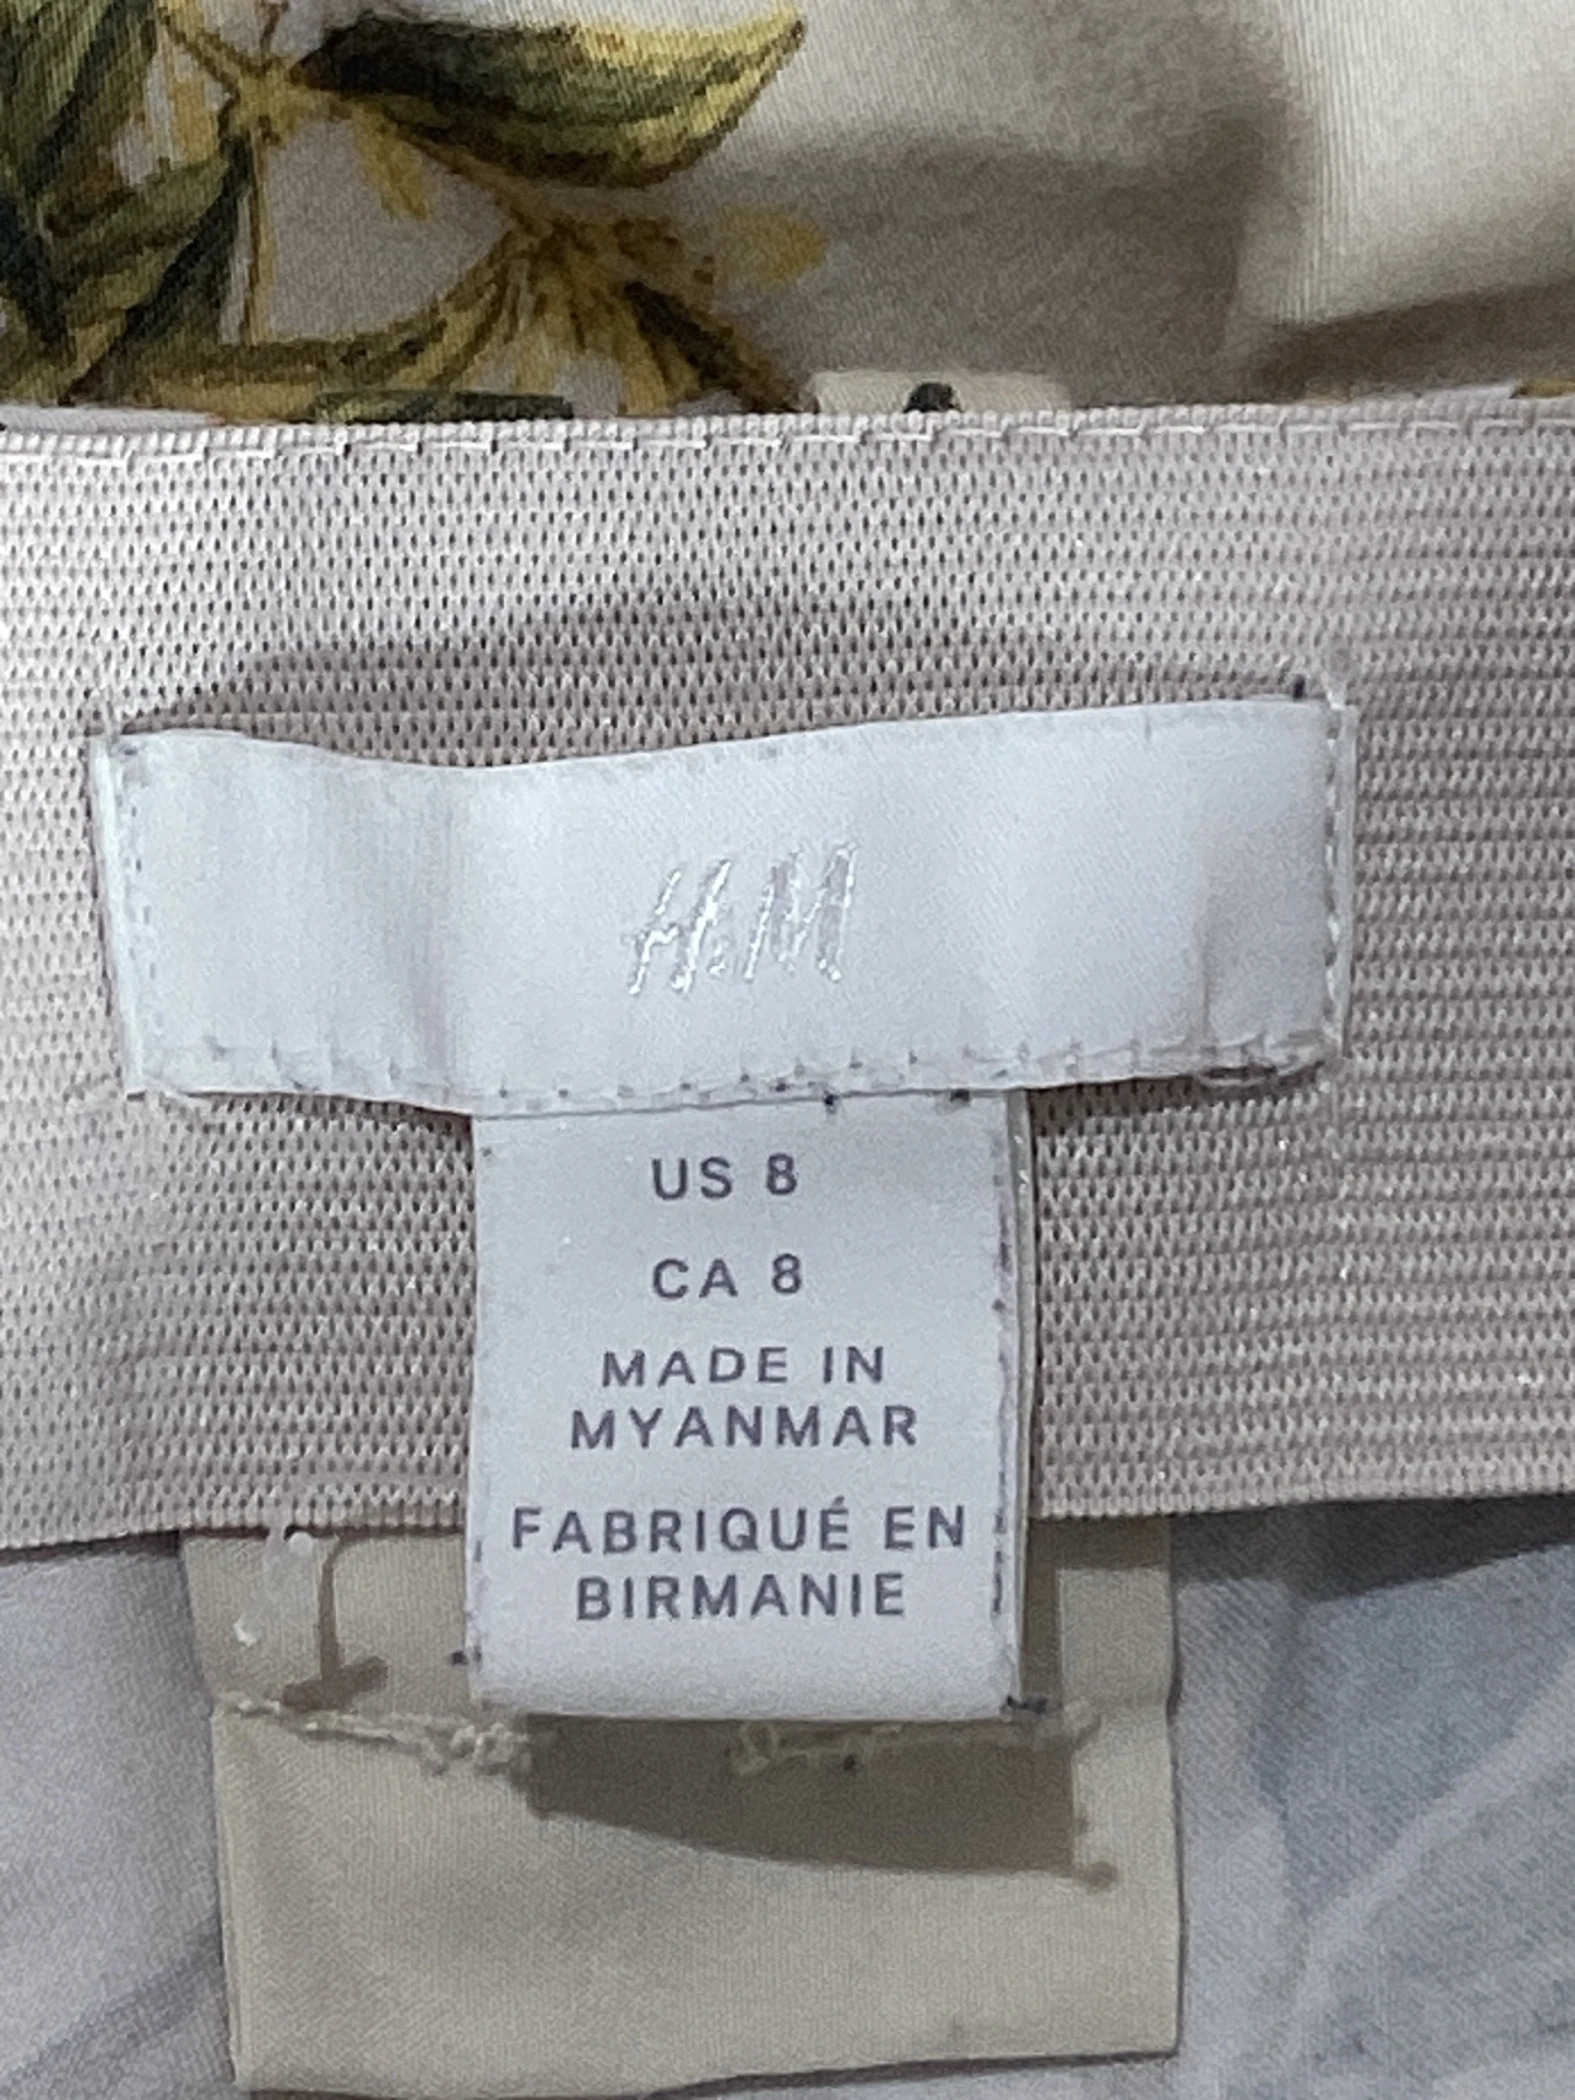 H&M
US 8
CA 8
MADE IN
MYANMAR
FABRIQUÉ EN
BIRMANIE